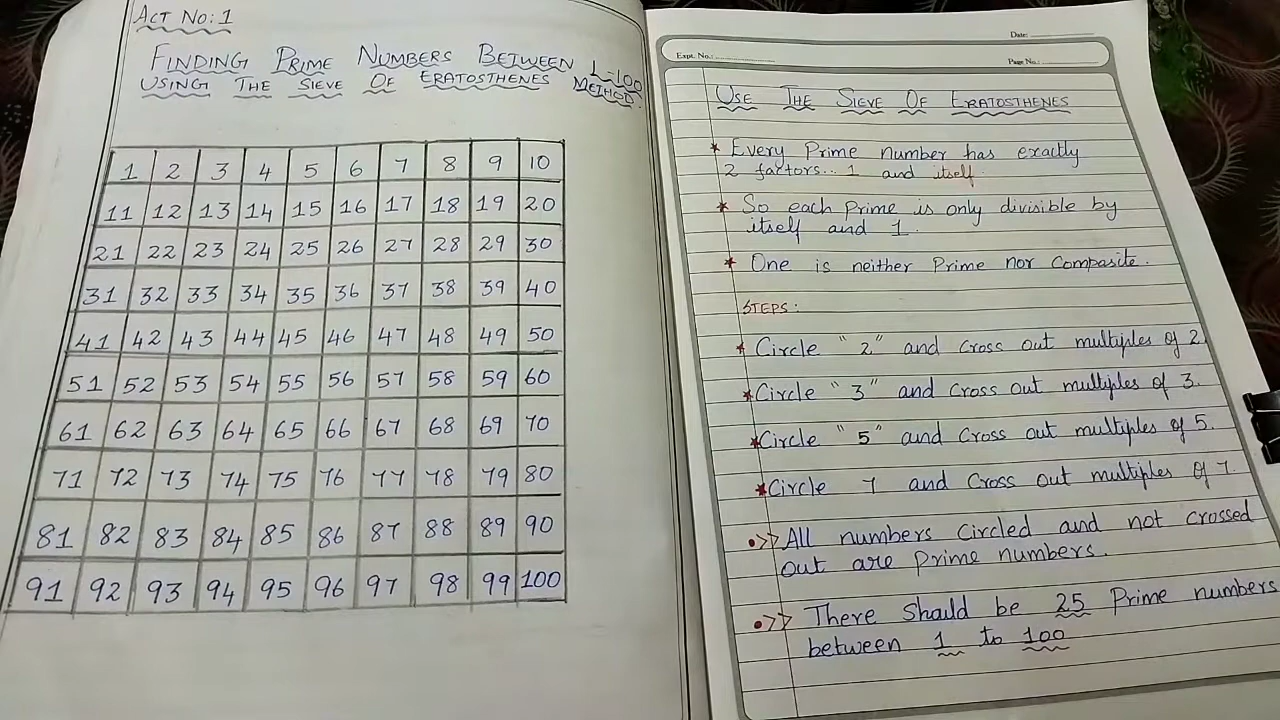 ACT NO: 1
FINDING PRIME NUMBERS BETWEEN 1-100
USING THE SIEVE OF ERATOSTHENES METHOD.
1 2 3 4 5 6 7 8 9 10
11 12 13 14 15 16 17 18 19 20
21 22 23 24 25 26 27 28 29 30
31 32 33 34 35 36 37 38 39 40
41 42 43 44 45 46 47 48 49 50
51 52 53 54 55 56 57 58 59 60
61 62 63 64 65 66 67 68 69 70
71 72 73 74 75 76 77 78 79 80
81 82 83 84 85 86 87 88 89 90
91 92 93 94 95 96 97 98 99 100
Date:
Expt. No.:
Page No.:
USE THE SIEVE OF ERATOSTHENES
* Every Prime number has exactly
2 factors.. 1 and itself.
* So each prime is only divisible by
itself and 1.
* One is neither Prime nor Composite.
STEPS:
* Circle "2" and cross out multiples of 2.
* Circle "3" and cross out multiples of 3.
* Circle "5" and cross out multiples of 5.
* Circle 7 and cross out multiples of 7.
•>> All numbers circled and not crossed
out are prime numbers.
•>> There should be 25 Prime numbers
between 1 to 100